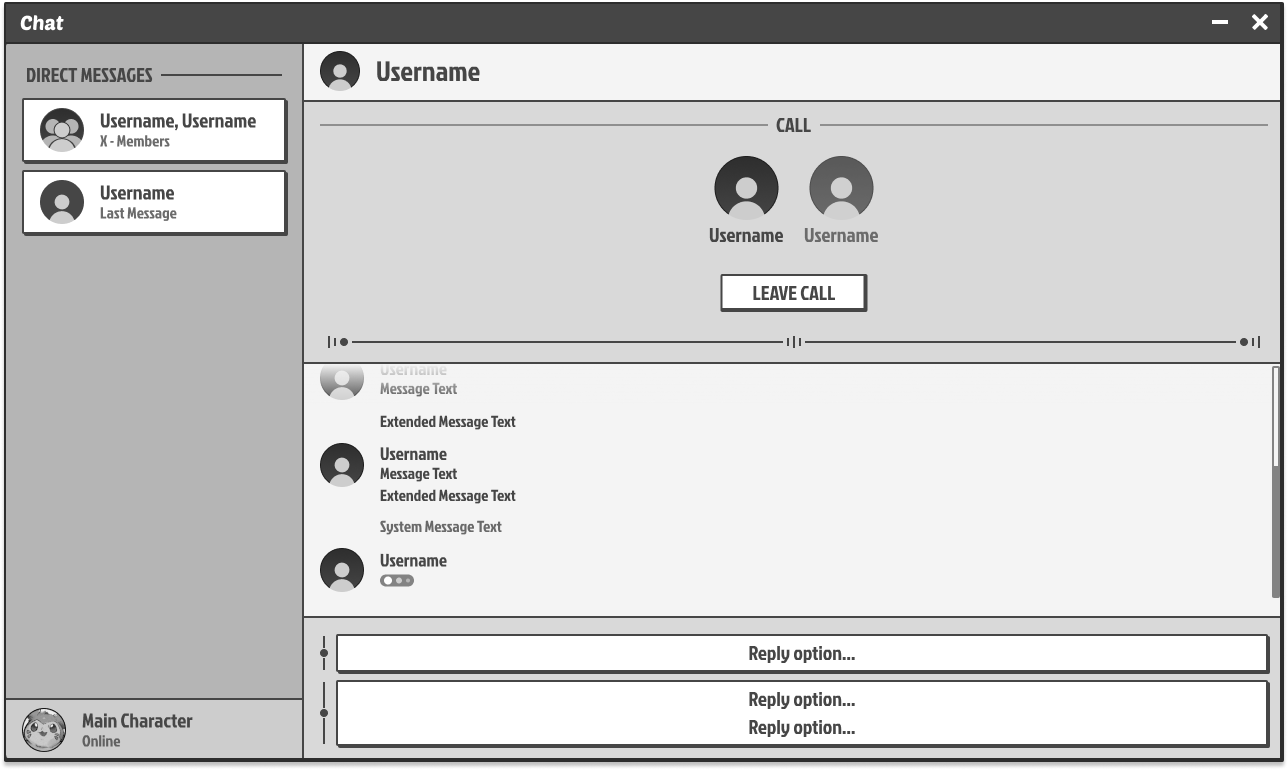 Chat
DIRECT MESSAGES
Username, Username
X - Members
Username
Last Message
Main Character
Online
Username
CALL
Username
Username
LEAVE CALL
Username
Message Text
Extended Message Text
Username
Message Text
Extended Message Text
System Message Text
Username
Reply option...
Reply option...
Reply option...